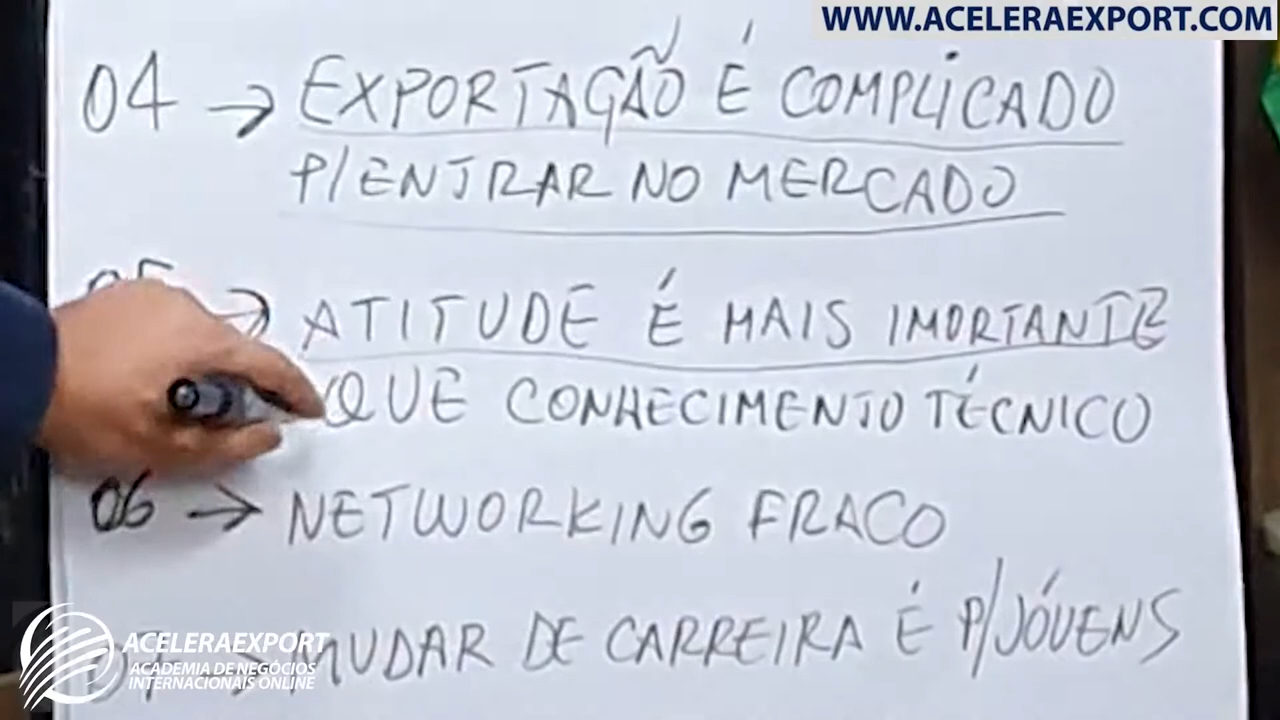 WWW.ACELERAEXPORT.COM
04 → EXPORTAÇÃO É COMPLICADO
P/ENTRAR NO MERCADO
05 → ATITUDE É MAIS IMORTANTE
QUE CONHECIMENTO TÉCNICO
06 → NETWORKING FRACO
→ MUDAR DE CARREIRA É P/JÓVENS
ACELERAEXPORT
ACADEMIA DE NEGÓCIOS
INTERNACIONAIS ONLINE